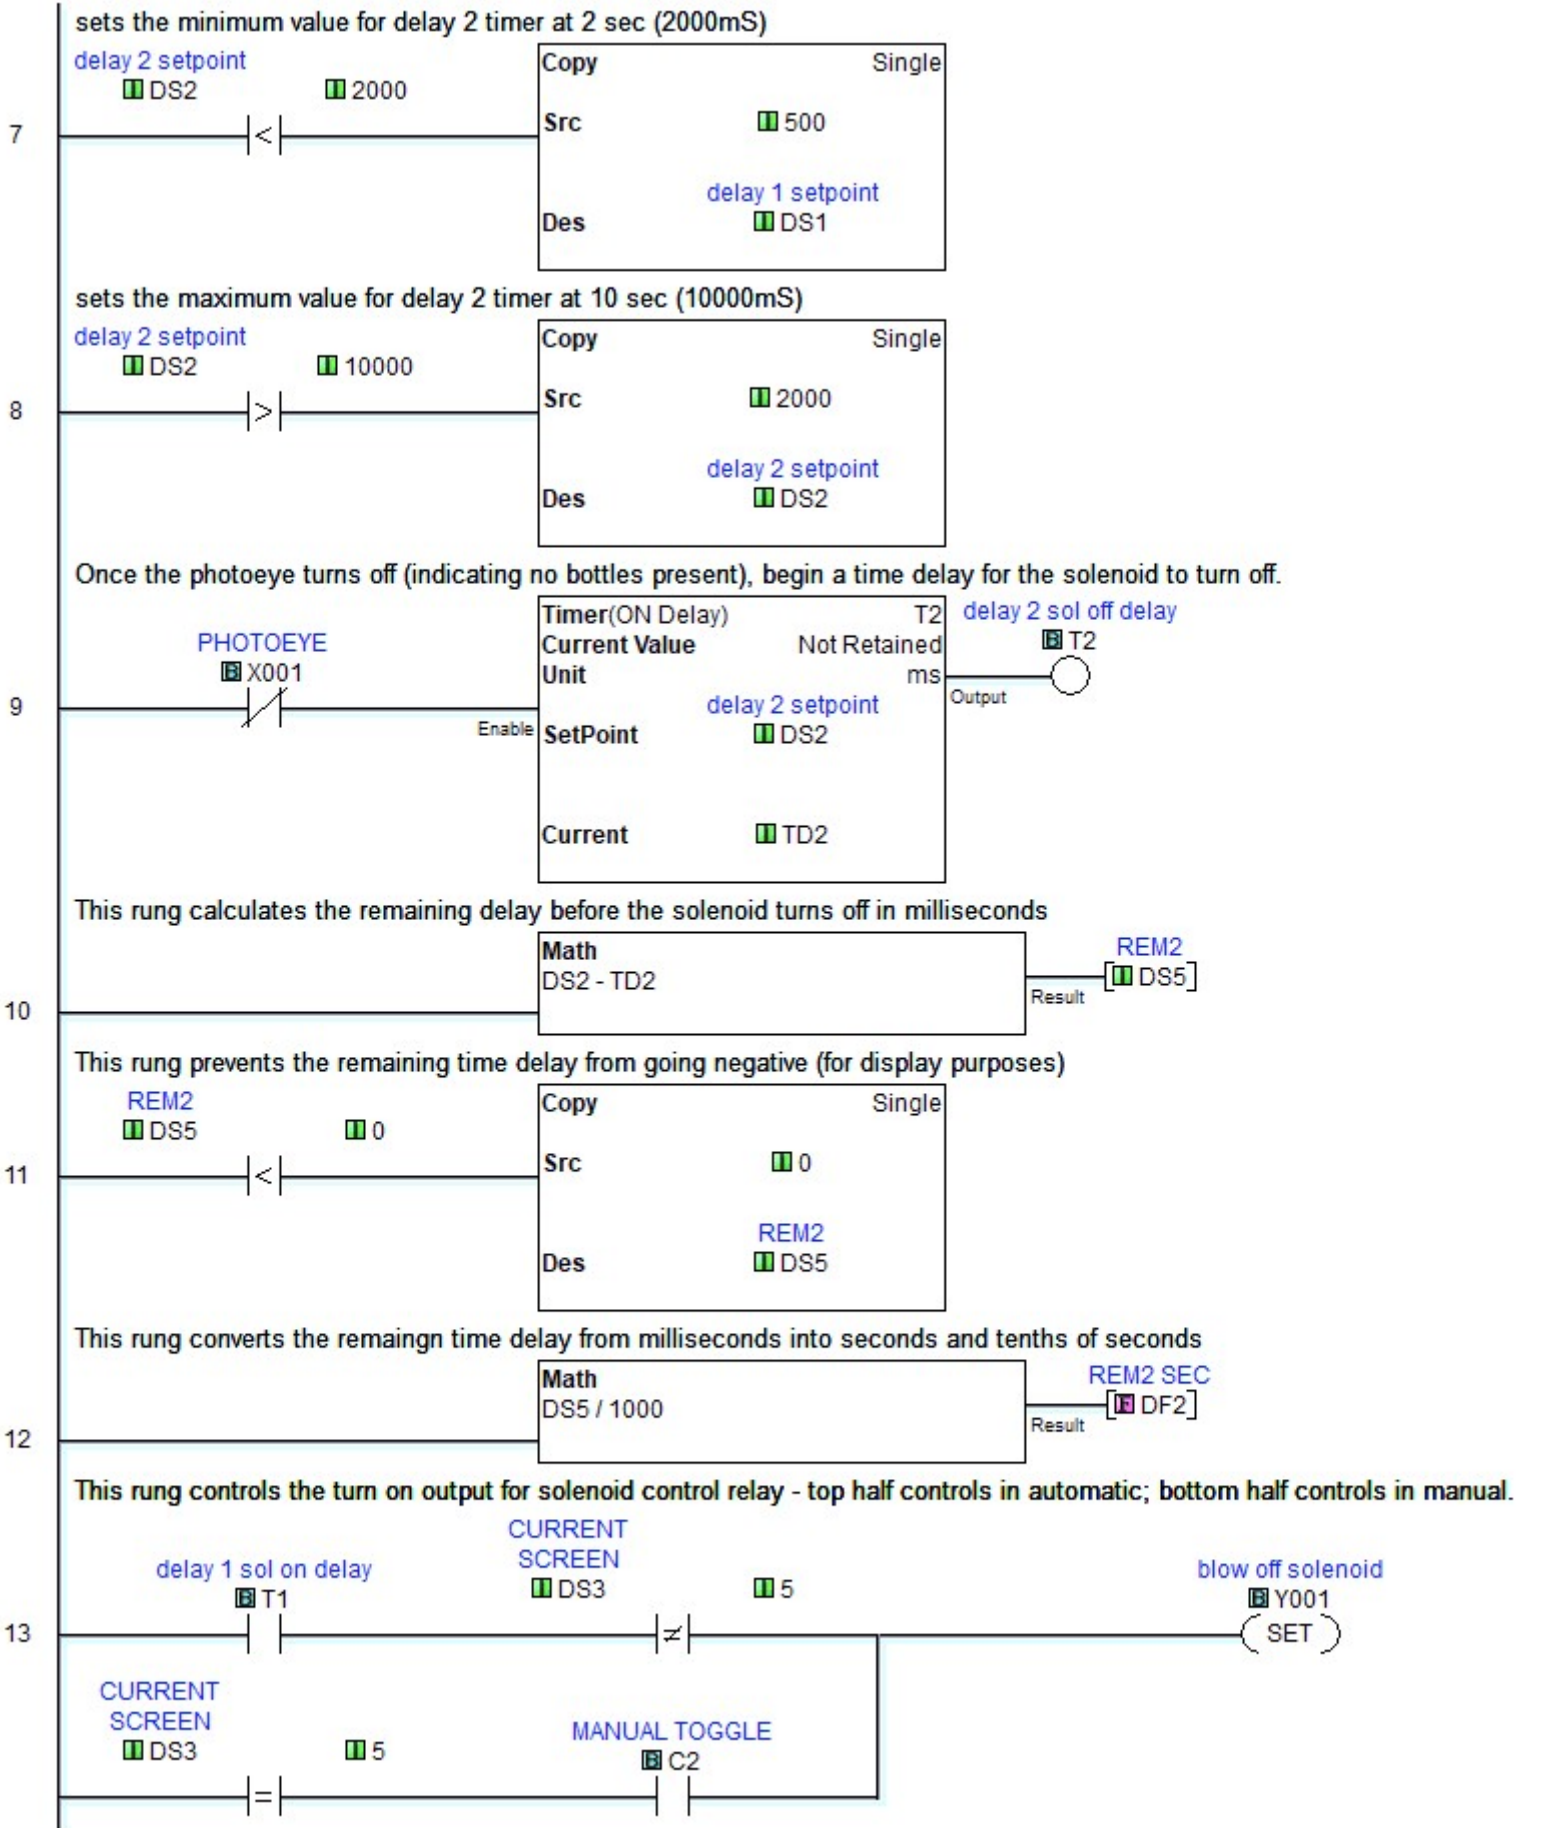 sets the minimum value for delay 2 timer at 2 sec (2000mS)
delay 2 setpoint
DS2 2000
Copy Single
Src 500
7
<
delay 1 setpoint
Des DS1
sets the maximum value for delay 2 timer at 10 sec (10000mS)
delay 2 setpoint
DS2 10000
Copy Single
Src 2000
8
>
delay 2 setpoint
Des DS2
Once the photoeye turns off (indicating no bottles present), begin a time delay for the solenoid to turn off.
PHOTOEYE
B X001
9
Enable
Timer(ON Delay) T2
Current Value Not Retained
Unit ms
delay 2 setpoint
SetPoint DS2
Current TD2
delay 2 sol off delay
B T2
Output
This rung calculates the remaining delay before the solenoid turns off in milliseconds
Math
DS2 - TD2
REM2
DS5
Result
10
This rung prevents the remaining time delay from going negative (for display purposes)
REM2
DS5 0
Copy Single
Src 0
11
<
REM2
Des DS5
This rung converts the remaingn time delay from milliseconds into seconds and tenths of seconds
Math
DS5 / 1000
REM2 SEC
F DF2
Result
12
This rung controls the turn on output for solenoid control relay - top half controls in automatic; bottom half controls in manual.
delay 1 sol on delay
B T1
CURRENT
SCREEN
DS3 5
blow off solenoid
B Y001
13
≠
SET
CURRENT
SCREEN
DS3 5
MANUAL TOGGLE
B C2
=